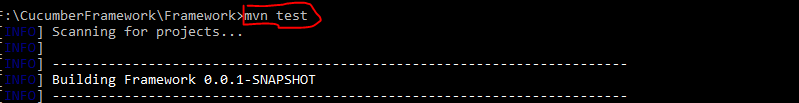 F:\CucumberFramework\Framework>mvn test
[INFO] Scanning for projects...
[INFO]
[INFO] ------------------------------------------------------------------------
[INFO] Building Framework 0.0.1-SNAPSHOT
[INFO] ------------------------------------------------------------------------